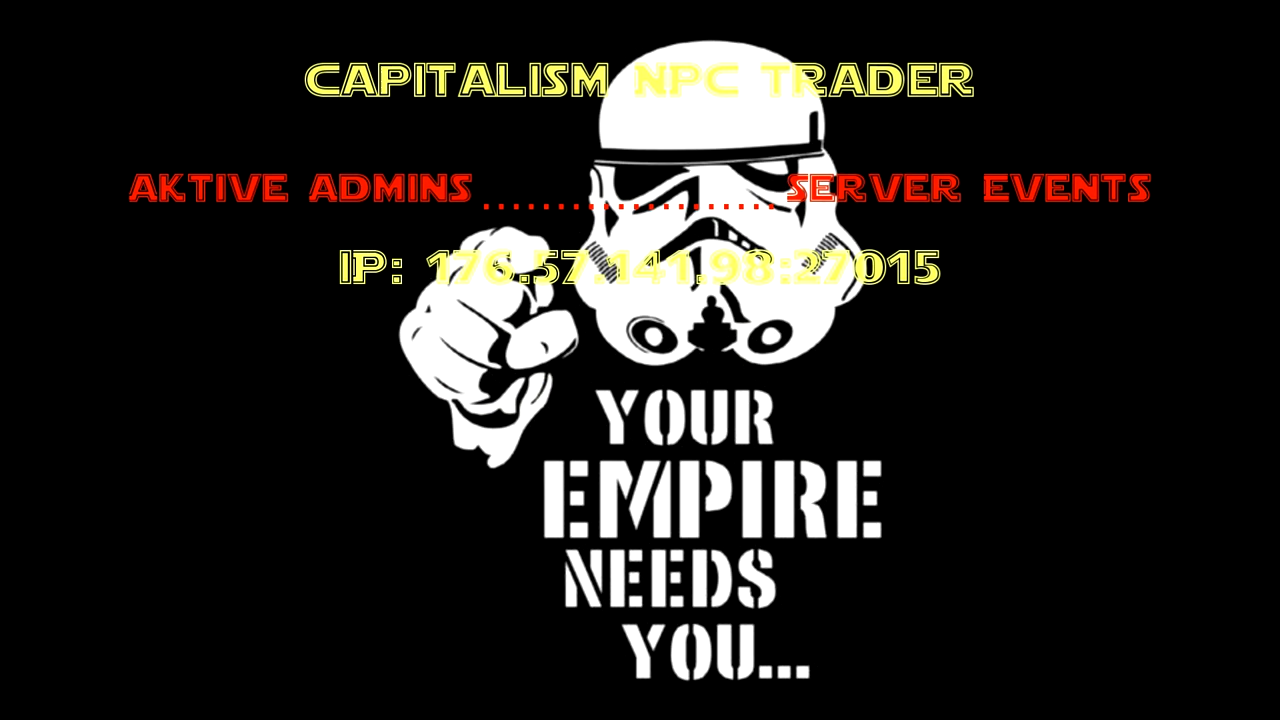 CAPITALISM NPC TRADER
AKTIVE ADMINS ..................... SERVER EVENTS
IP: 176.57.141.98:27015
YOUR
EMPIRE
NEEDS
YOU...